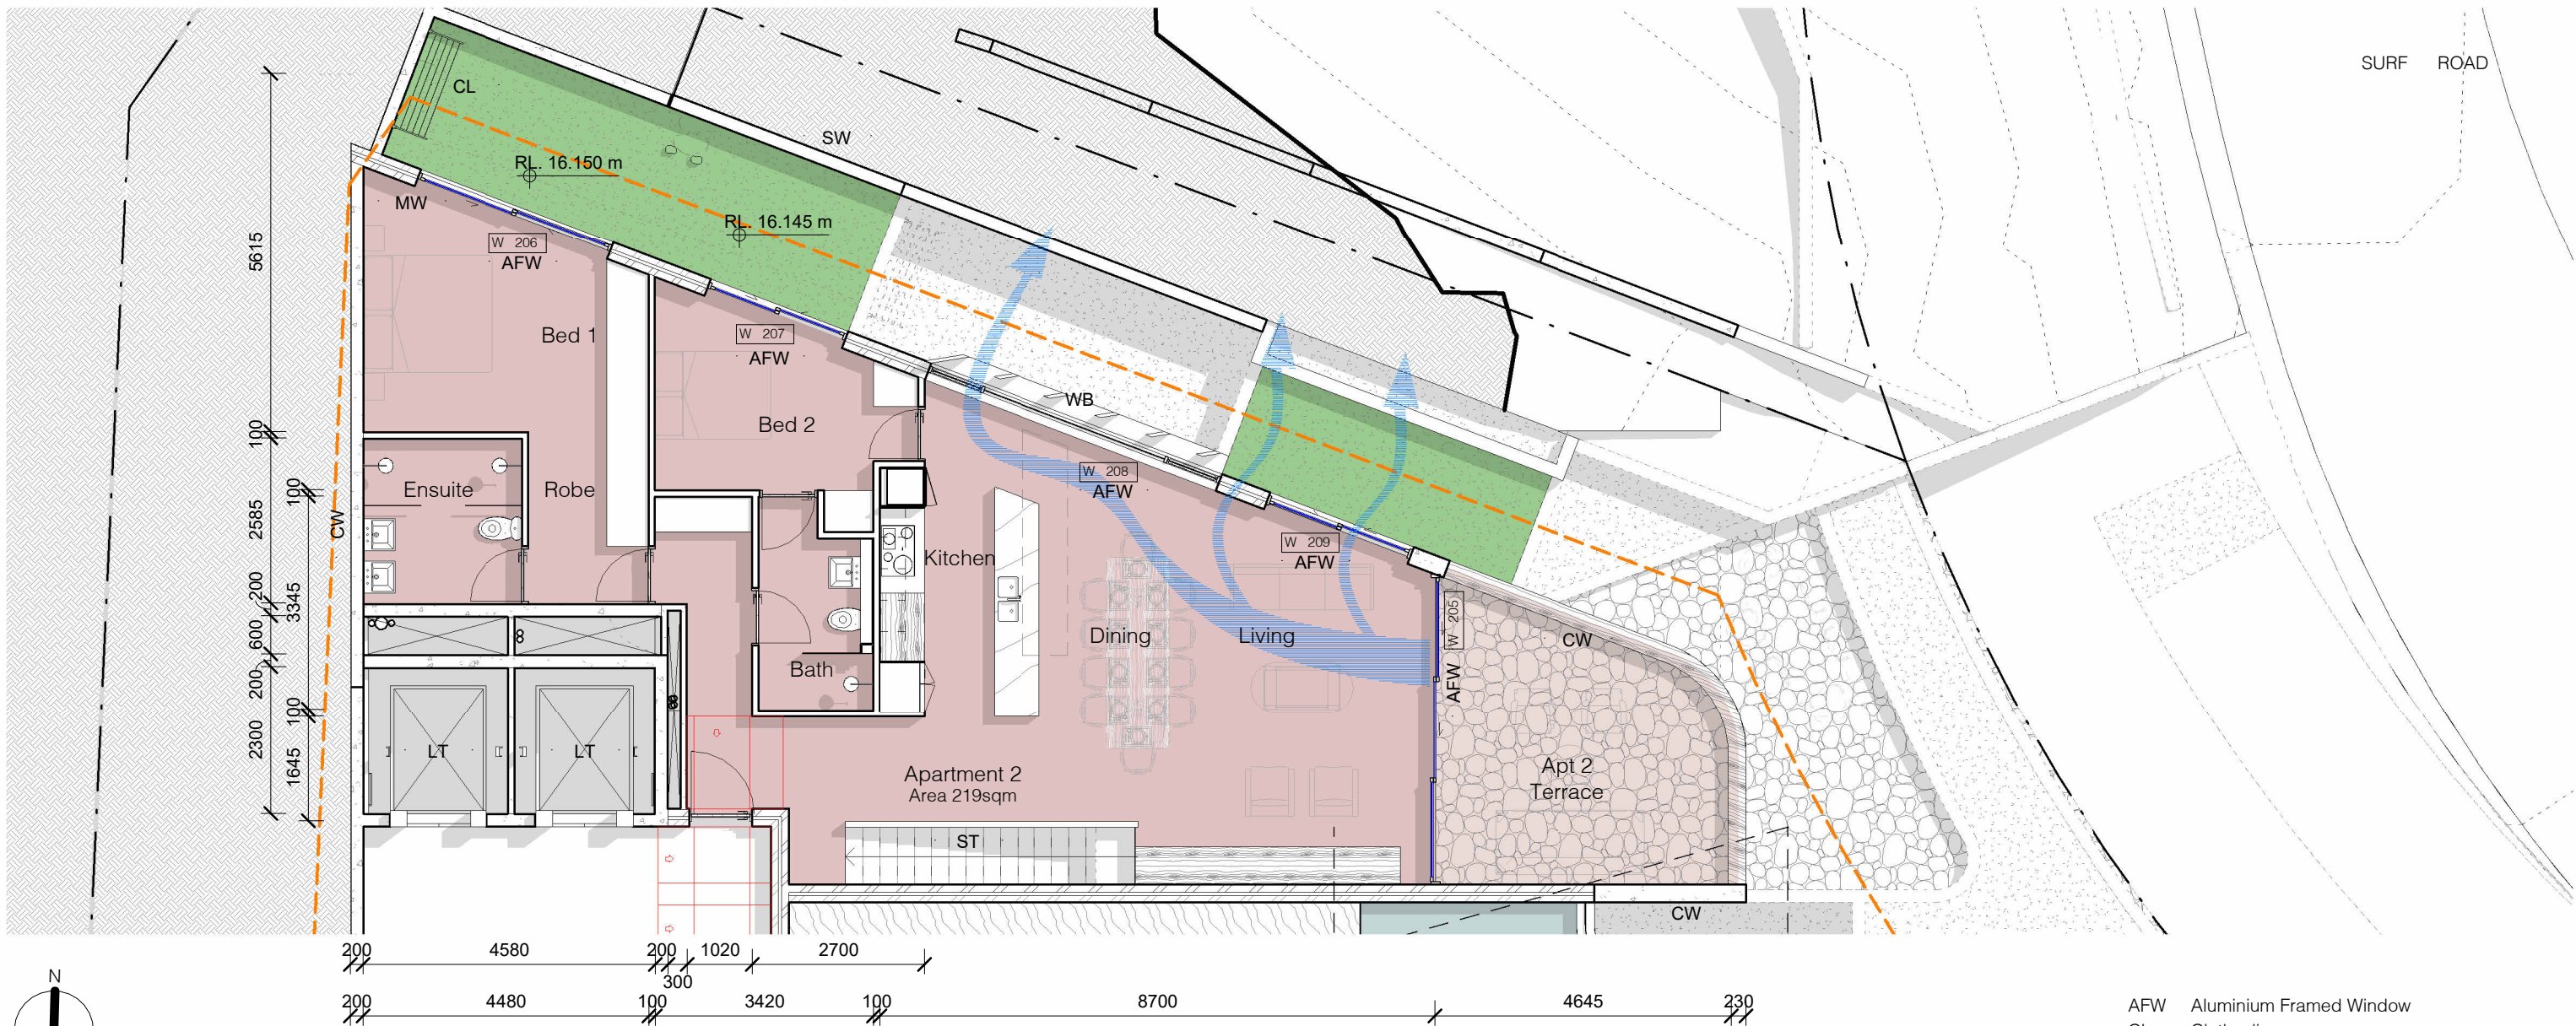 SURF ROAD
CL
SW
RL. 16.150 m
MW
RL. 16.145 m
W 206
AFW
5615
Bed 1
W 207
AFW
WB
Bed 2
100
W 208
AFW
Ensuite
Robe
100
2585
CW
W 209
AFW
Kitchen
200
3345
W 205
AFW
600
Dining
Living
CW
Bath
200
100
2300
LT
LT
1645
Apartment 2
Area 219sqm
Apt 2
Terrace
ST
CW
200 4580 200 1020 2700
300
N
200 4480 100 3420 100 8700 4645 230
AFW Aluminium Framed Window